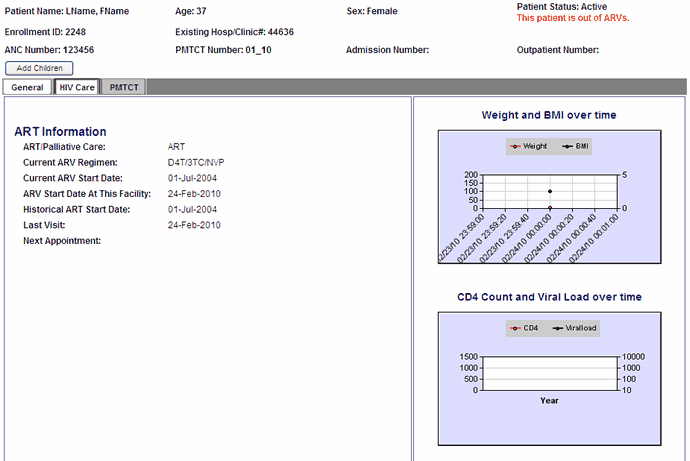 Patient Name: LName, FName Age: 37 Sex: Female Patient Status: Active
This patient is out of ARVs.
Enrollment ID: 2248 Existing Hosp/Clinic#: 44636
ANC Number: 123456 PMTCT Number: 01_10 Admission Number: Outpatient Number:
Add Children
General HIV Care PMTCT
ART Information
ART/Palliative Care: ART
Current ARV Regimen: D4T/3TC/NVP
Current ARV Start Date: 01-Jul-2004
ARV Start Date At This Facility: 24-Feb-2010
Historical ART Start Date: 01-Jul-2004
Last Visit: 24-Feb-2010
Next Appointment:
Weight and BMI over time
Weight BMI
200 5
150
100
50
0 0
02/23/10 23:59:00 02/23/10 23:59:20 02/23/10 23:59:40 02/24/10 00:00:00 02/24/10 00:00:20 02/24/10 00:00:40 02/24/10 00:01:00
CD4 Count and Viral Load over time
CD4 Viralload
1500 10000
1000 1000
500 100
0 10
Year